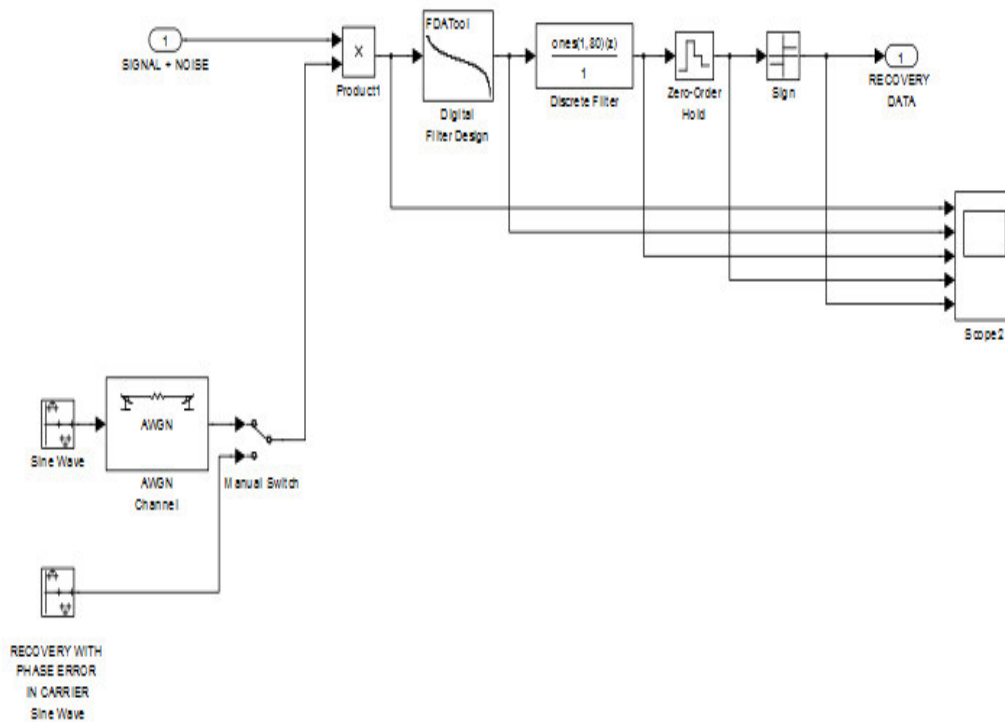 1
SIGNAL + NOISE
×
Product1
FDATool
Digital
Filter Design
ones(1,80)(z)
1
Discrete Filter
Zero-Order
Hold
Sign
1
RECOVERY
DATA
Scope2
Sine Wave
AWGN
AWGN
Channel
Manual Switch
RECOVERY WITH
PHASE ERROR
IN CARRIER
Sine Wave